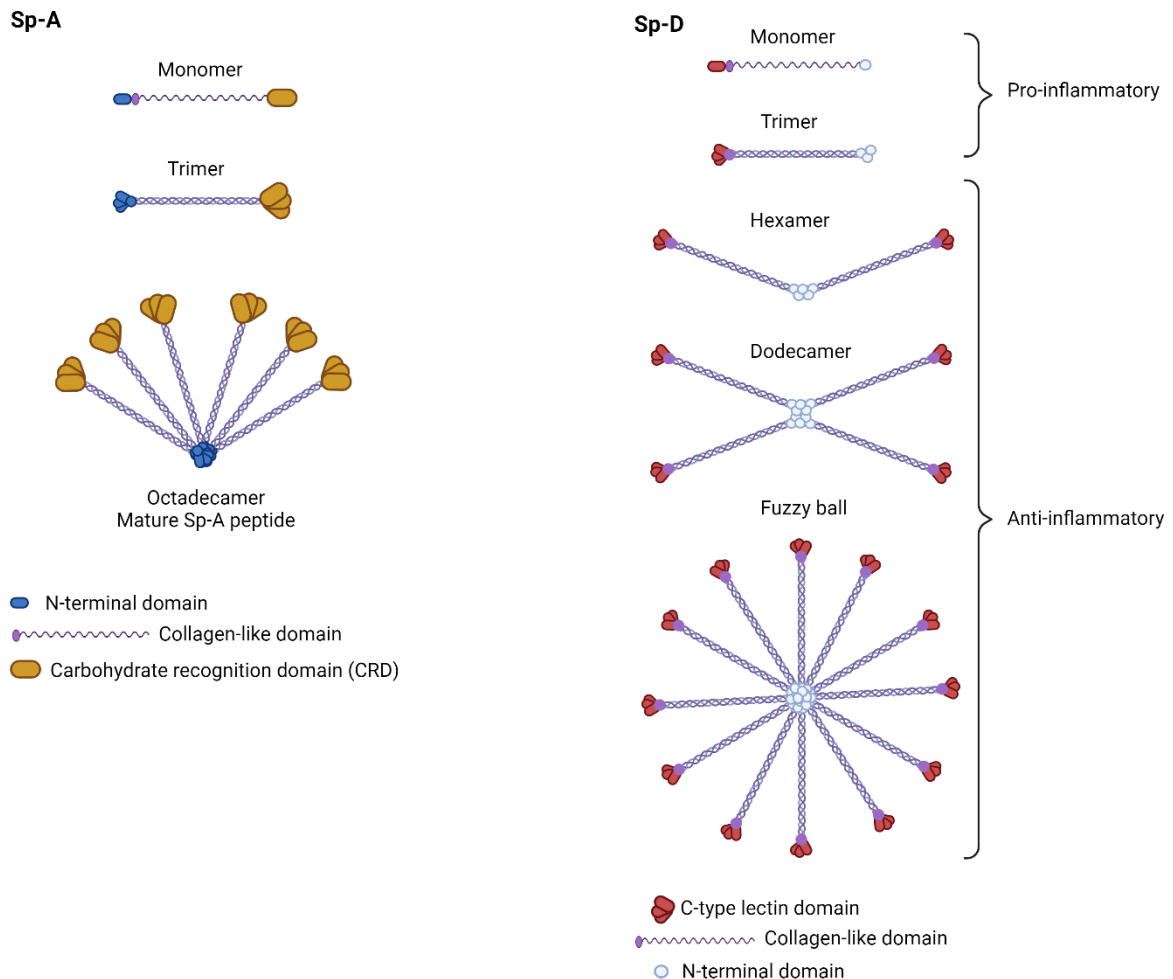 Sp-A
Monomer
Trimer
Octadecamer
Mature Sp-A peptide
N-terminal domain
Collagen-like domain
Carbohydrate recognition domain (CRD)
Sp-D
Monomer
Pro-inflammatory
Trimer
Hexamer
Dodecamer
Fuzzy ball
Anti-inflammatory
C-type lectin domain
Collagen-like domain
N-terminal domain